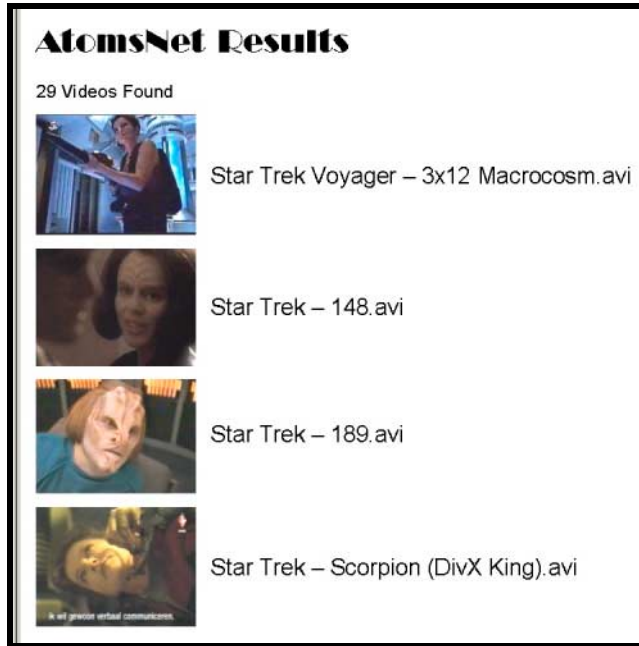 AtomsNet Results
29 Videos Found
Star Trek Voyager – 3x12 Macrocosm.avi
Star Trek – 148.avi
Star Trek – 189.avi
Star Trek – Scorpion (DivX King).avi
Ik wil gewoon verbaal communiceren.